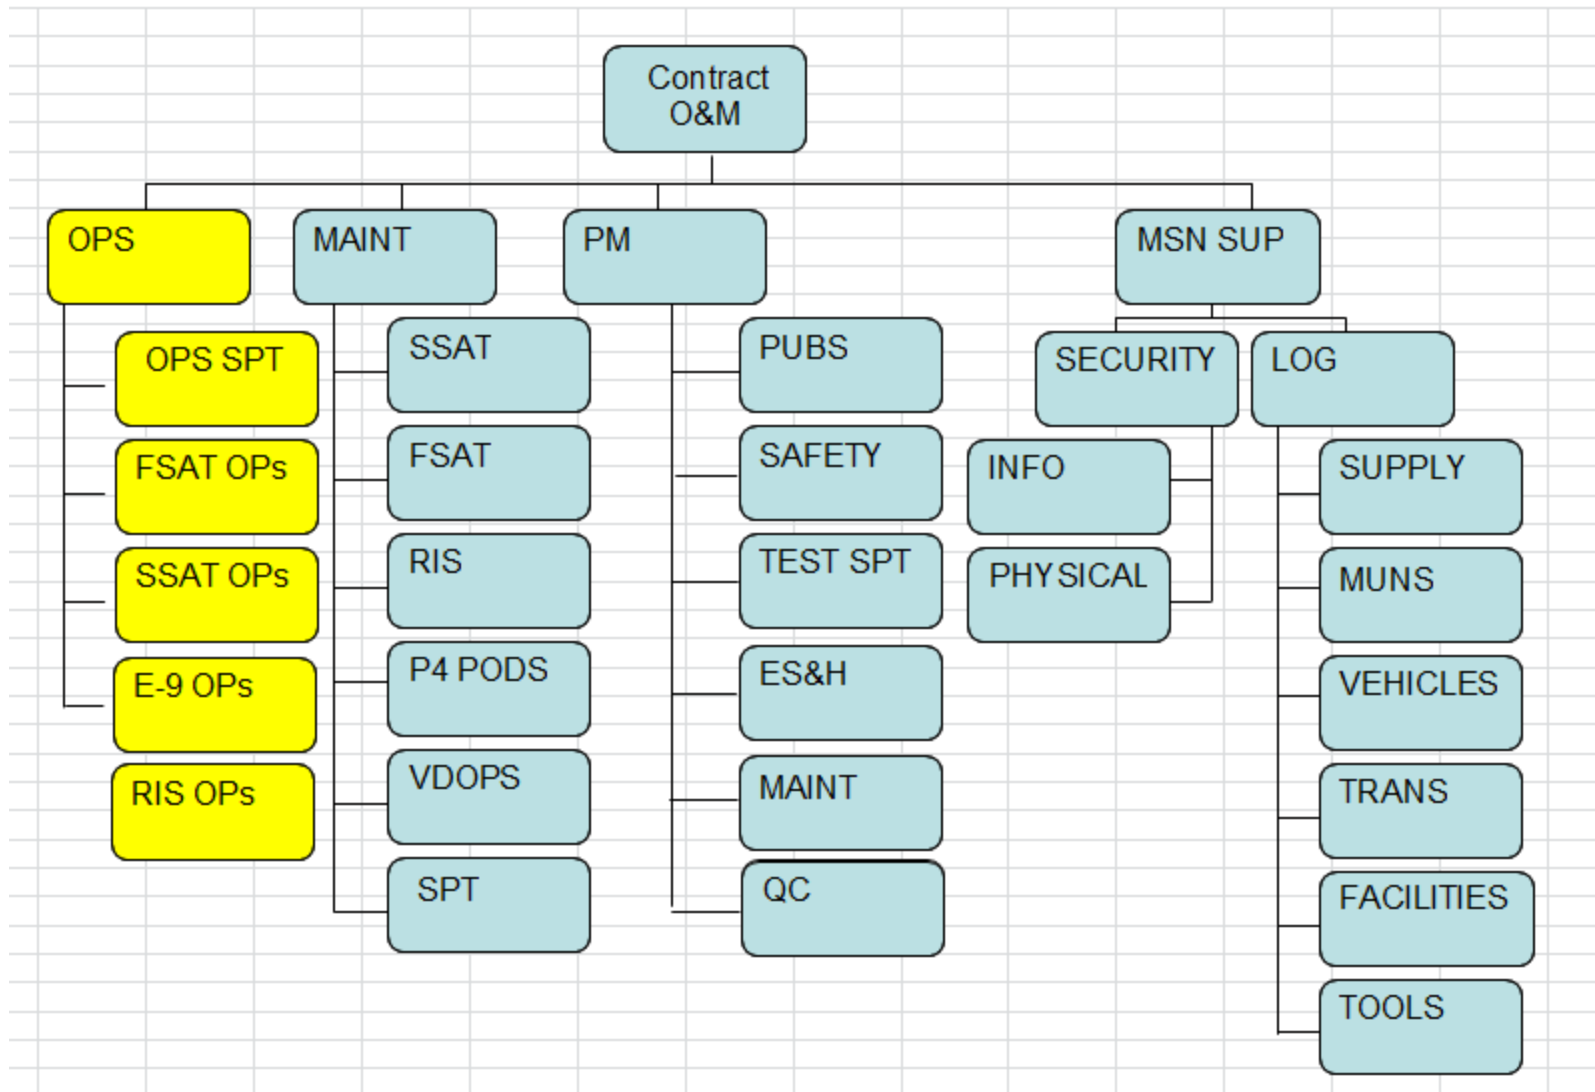 Contract
O&M
OPS
MAINT
PM
MSN SUP
OPS SPT
FSAT OPs
SSAT OPs
E-9 OPs
RIS OPs
SSAT
FSAT
RIS
P4 PODS
VDOPS
SPT
PUBS
SAFETY
TEST SPT
ES&H
MAINT
QC
SECURITY
LOG
INFO
PHYSICAL
SUPPLY
MUNS
VEHICLES
TRANS
FACILITIES
TOOLS